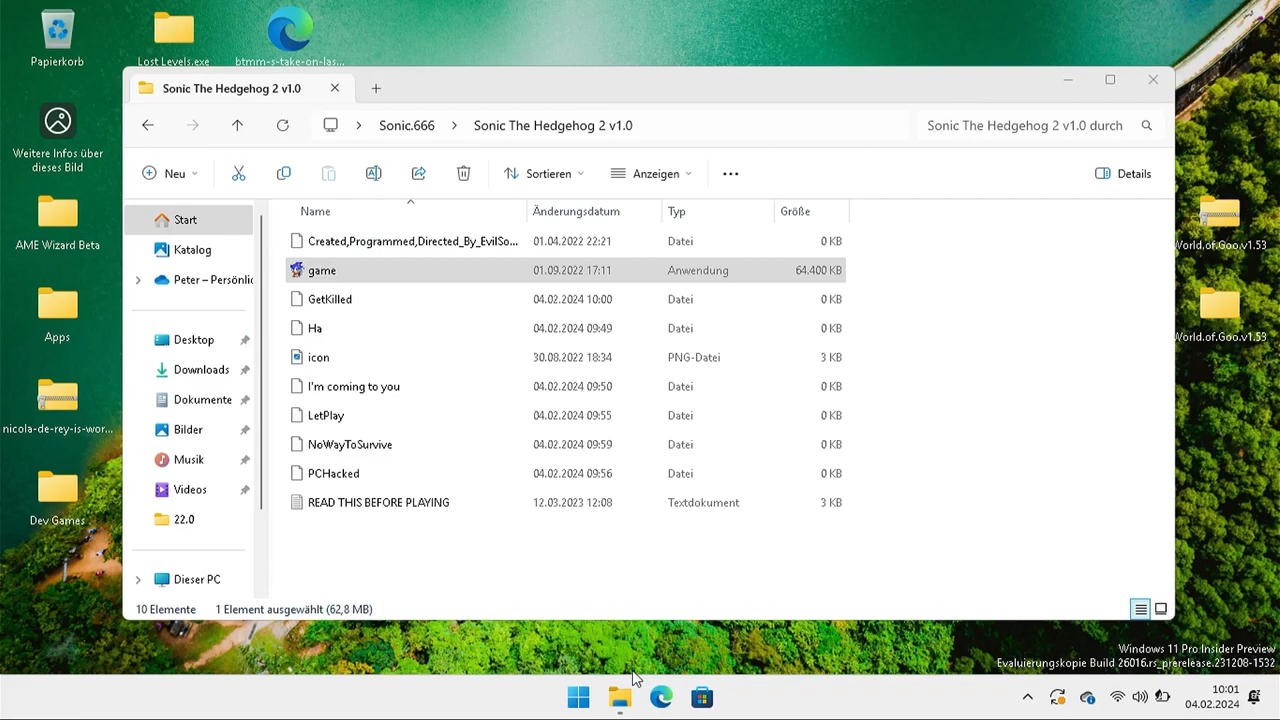 Papierkorb
Lost Levels.exe
btmm-s-take-on-las...
Weitere Infos über
dieses Bild
AME Wizard Beta
Apps
nicola-de-rey-is-wor...
Dev Games
Sonic The Hedgehog 2 v1.0
Sonic.666
Sonic The Hedgehog 2 v1.0
Sonic The Hedgehog 2 v1.0 durch
Neu
Sortieren
Anzeigen
Details
Start
Katalog
Peter – Persönlic
Desktop
Downloads
Dokumente
Bilder
Musik
Videos
22.0
Dieser PC
Name Änderungsdatum Typ Größe
Created,Programmed,Directed_By_EvilSo... 01.04.2022 22:21 Datei 0 KB
game 01.09.2022 17:11 Anwendung 64.400 KB
GetKilled 04.02.2024 10:00 Datei 0 KB
Ha 04.02.2024 09:49 Datei 0 KB
icon 30.08.2022 18:34 PNG-Datei 3 KB
I'm coming to you 04.02.2024 09:50 Datei 0 KB
LetPlay 04.02.2024 09:55 Datei 0 KB
NoWayToSurvive 04.02.2024 09:59 Datei 0 KB
PCHacked 04.02.2024 09:56 Datei 0 KB
READ THIS BEFORE PLAYING 12.03.2023 12:08 Textdokument 3 KB
10 Elemente 1 Element ausgewählt (62,8 MB)
World.of.Goo.v1.53
World.of.Goo.v1.53
Windows 11 Pro Insider Preview
Evaluierungskopie Build 26016.rs_prerelease.231208-1532
10:01
04.02.2024